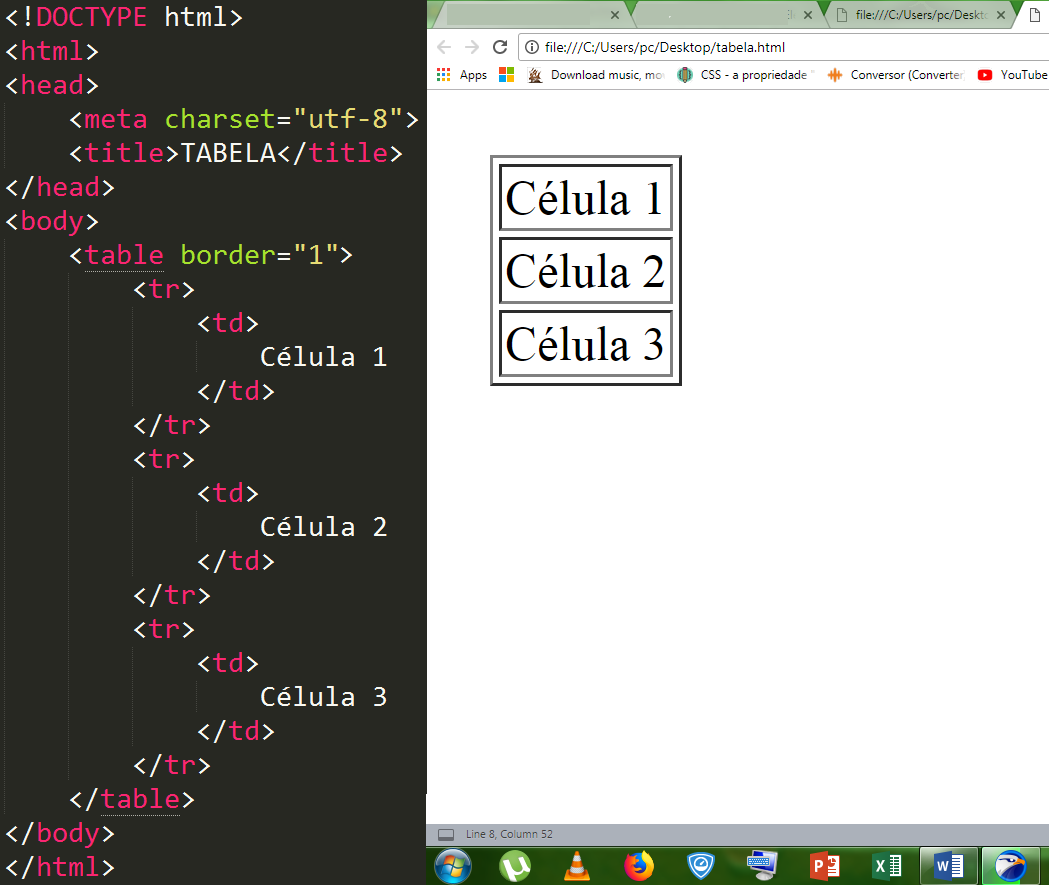 <!DOCTYPE html>
<html>
<head>
<meta charset="utf-8">
<title>TABELA</title>
</head>
<body>
<table border="1">
<tr>
<td>
Célula 1
</td>
</tr>
<tr>
<td>
Célula 2
</td>
</tr>
<tr>
<td>
Célula 3
</td>
</tr>
</table>
</body>
</html>
file:///C:/Users/pc/Deskt
file:///C:/Users/pc/Desktop/tabela.html
Apps Download music, mo CSS - a propriedade Conversor (Converter YouTube
Célula 1
Célula 2
Célula 3
Line 8, Column 52